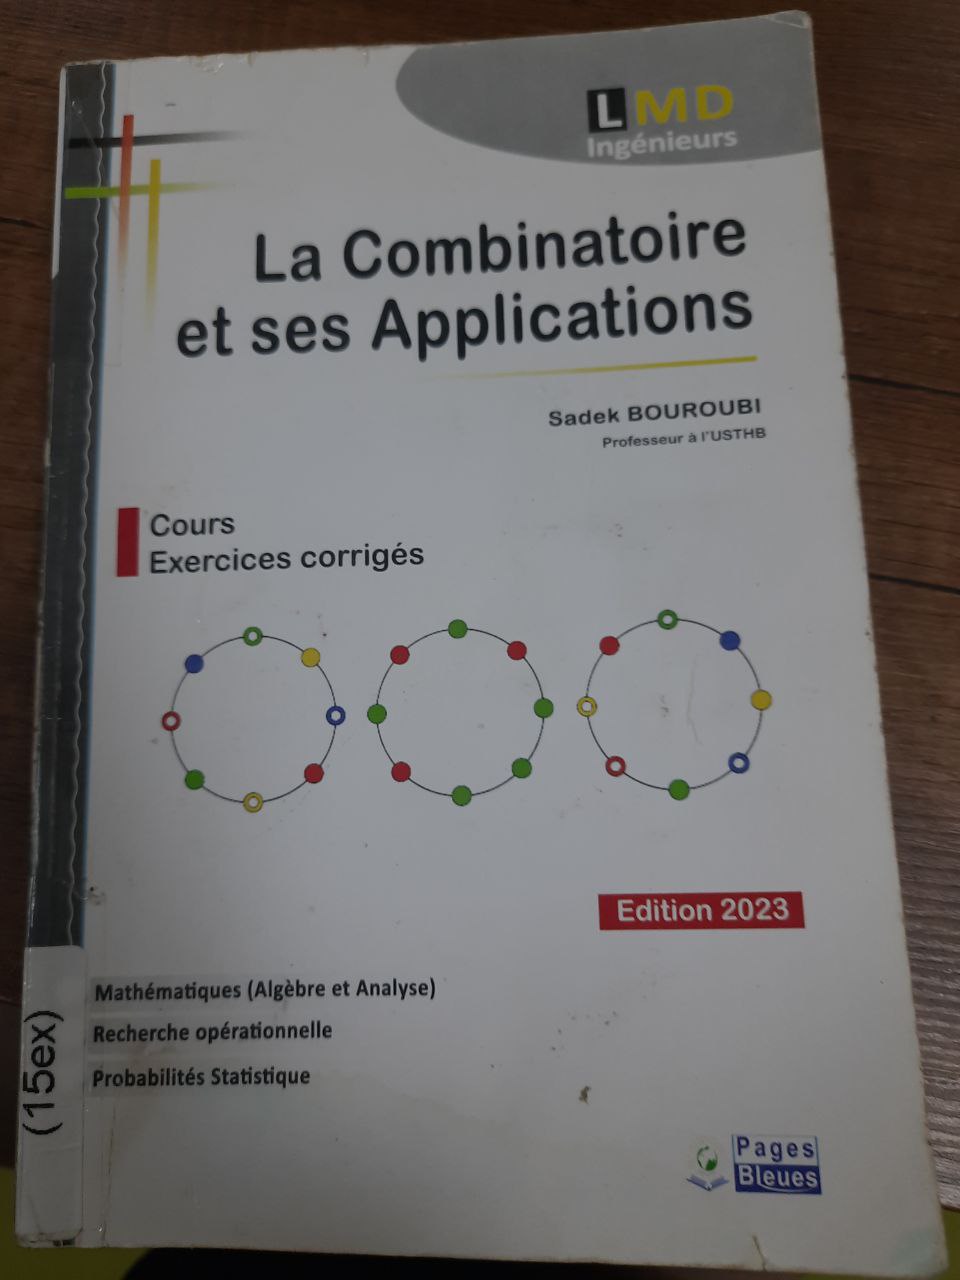 LMD
Ingénieurs
La Combinatoire
et ses Applications
Sadek BOUROUBI
Professeur à l'USTHB
Cours
Exercices corrigés
Edition 2023
Mathématiques (Algèbre et Analyse)
Recherche opérationnelle
Probabilités Statistique
(15ex)
Pages
Bleues